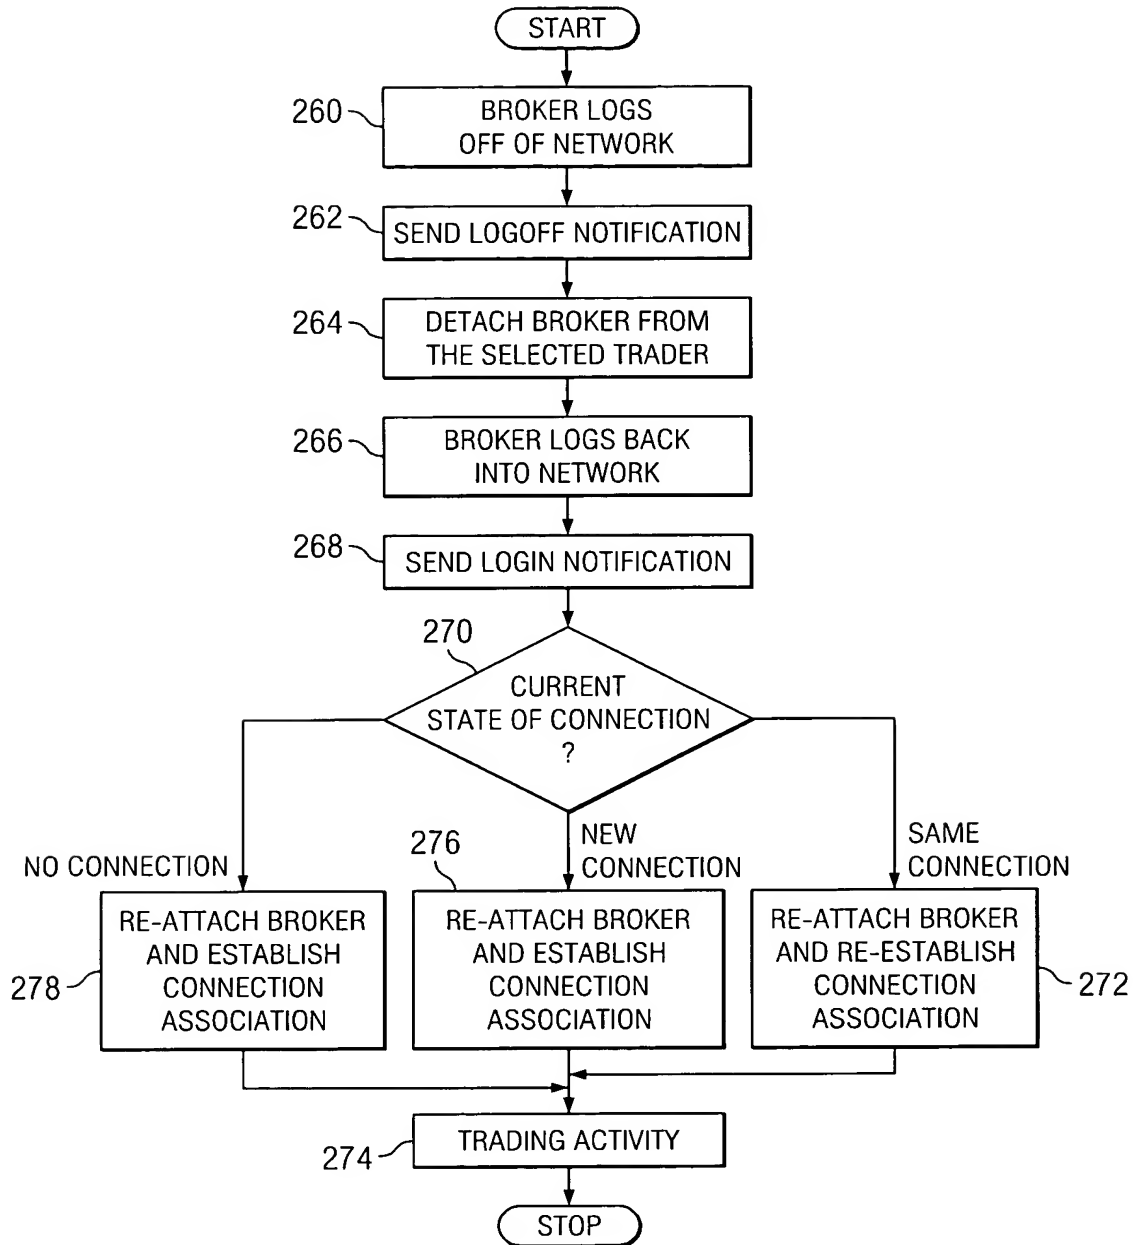 START
260
BROKER LOGS
OFF OF NETWORK
262
SEND LOGOFF NOTIFICATION
264
DETACH BROKER FROM
THE SELECTED TRADER
266
BROKER LOGS BACK
INTO NETWORK
268
SEND LOGIN NOTIFICATION
270
CURRENT
STATE OF CONNECTION
?
NO CONNECTION
276
NEW
CONNECTION
SAME
CONNECTION
RE-ATTACH BROKER
AND ESTABLISH
CONNECTION
ASSOCIATION
278
RE-ATTACH BROKER
AND ESTABLISH
CONNECTION
ASSOCIATION
RE-ATTACH BROKER
AND RE-ESTABLISH
CONNECTION
ASSOCIATION
272
TRADING ACTIVITY
274
STOP